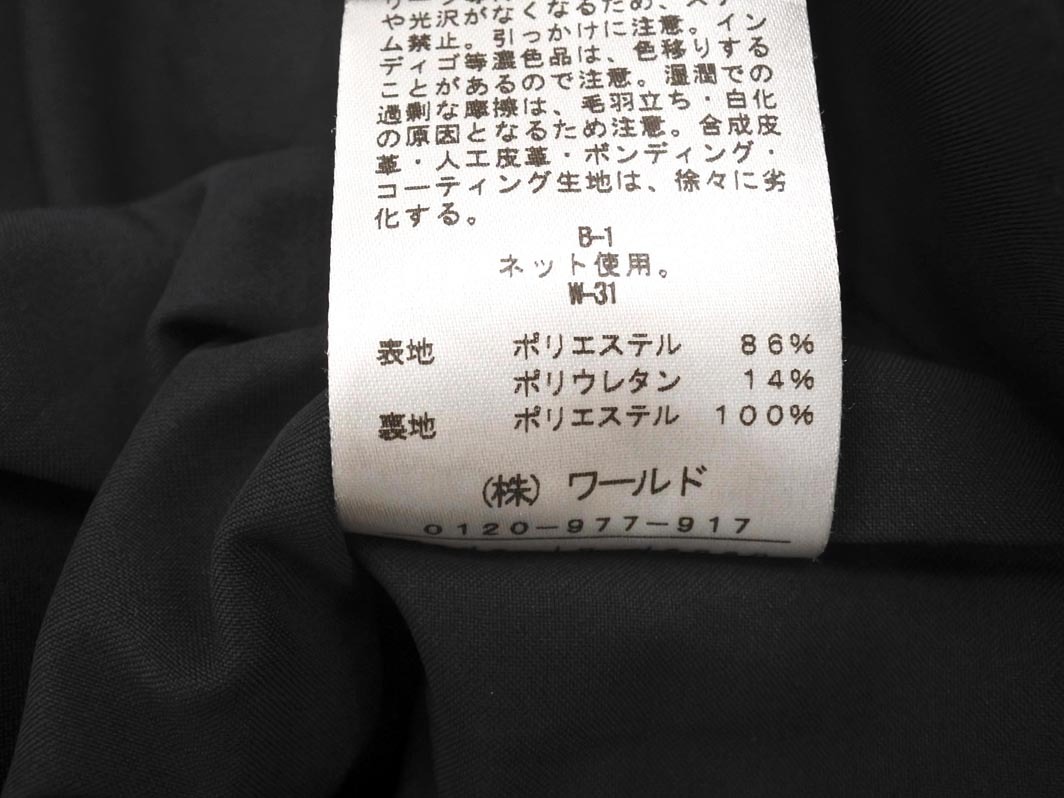 や光沢がなくなるため、スチー
ム禁止。引っかけに注意。イン
ディゴ等濃色品は、色移りする
ことがあるので注意。湿潤での
過剰な摩擦は、毛羽立ち・白化
の原因となるため注意。合成皮
革・人工皮革・ボンディング・
コーティング生地は、徐々に劣
化する。
B-1
ネット使用。
W-31
表地 ポリエステル 86%
ポリウレタン 14%
裏地 ポリエステル 100%
(株) ワールド
0120-977-917